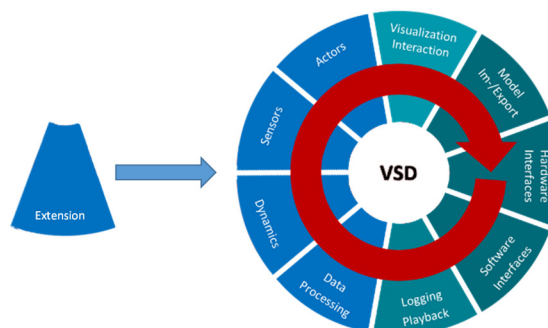 Extension
VSD
Visualization
Interaction
Model
Im-/Export
Hardware
Interfaces
Software
Interfaces
Logging
Playback
Data
Processing
Dynamics
Sensors
Actors